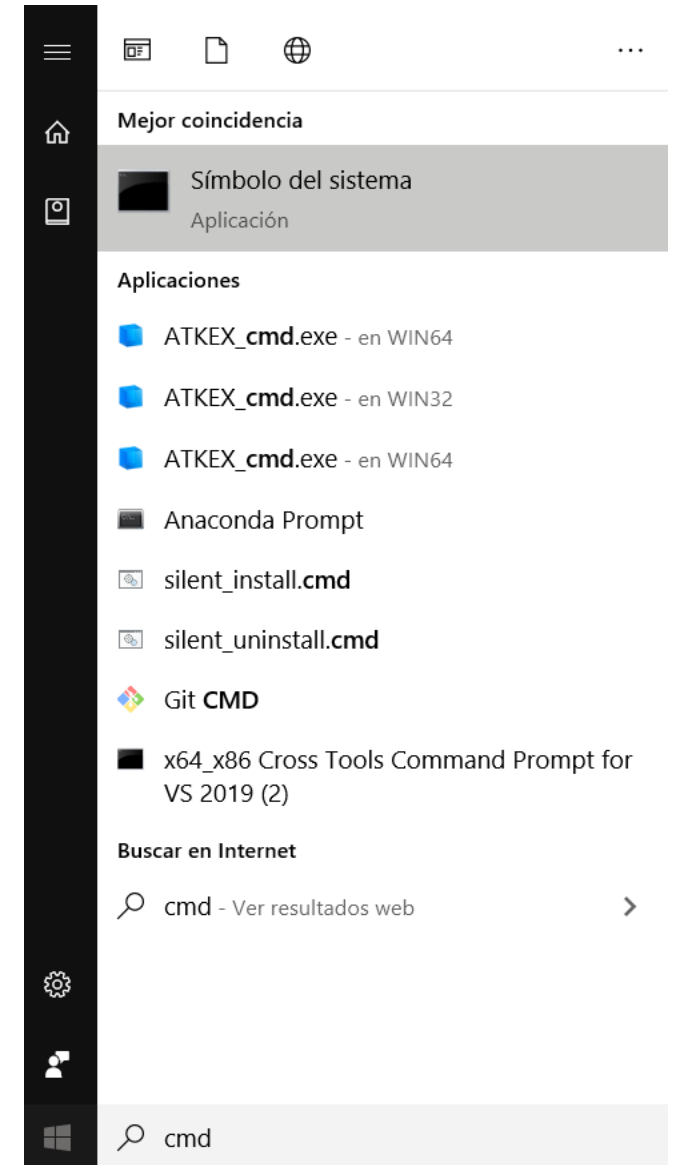 Mejor coincidencia
Símbolo del sistema
Aplicación
Aplicaciones
ATKEX_cmd.exe - en WIN64
ATKEX_cmd.exe - en WIN32
ATKEX_cmd.exe - en WIN64
Anaconda Prompt
silent_install.cmd
silent_uninstall.cmd
Git CMD
x64_x86 Cross Tools Command Prompt for
VS 2019 (2)
Buscar en Internet
cmd - Ver resultados web
cmd